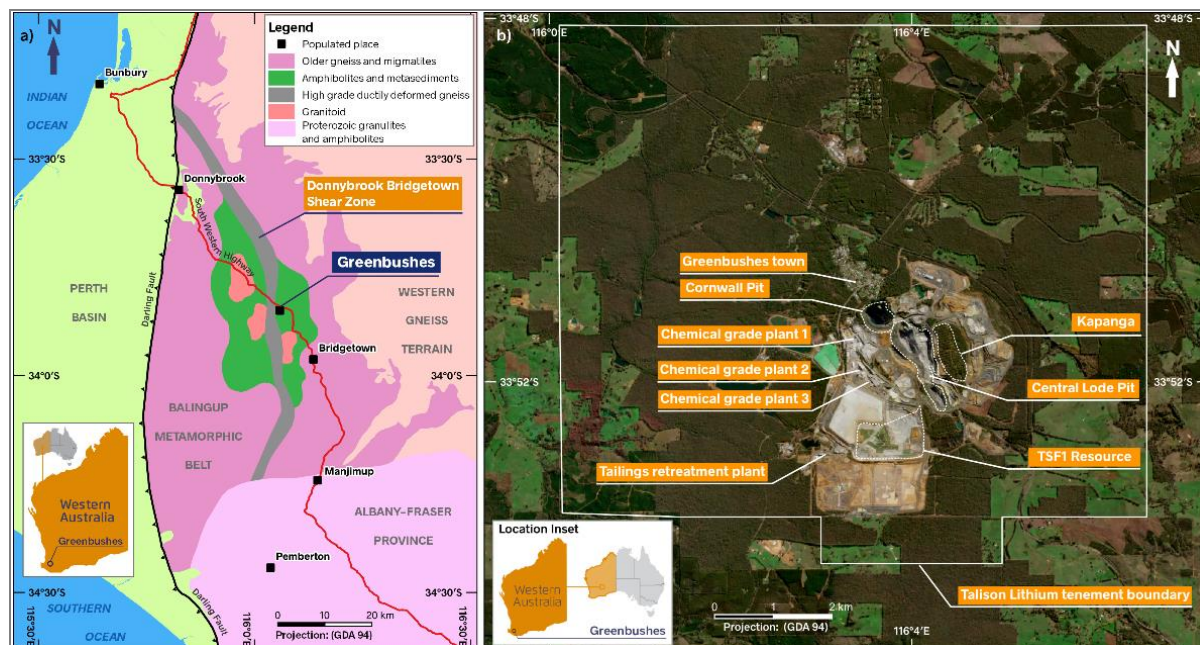 a)
N
Bunbury
INDIAN
OCEAN
33°30'S
Donnybrook
South Western Highway
PERTH
BASIN
Darling Fault
34°0'S
BALINGUP
METAMORPHIC
BELT
Western
Australia
Greenbushes
34°30'S
SOUTHERN
OCEAN
Darling Fault
Legend
Populated place
Older gneiss and migmatites
Amphibolites and metasediments
High grade ductily deformed gneiss
Granitoid
Proterozoic granulites
and amphibolites
33°30'S
Donnybrook Bridgetown
Shear Zone
Greenbushes
WESTERN
GNEISS
TERRAIN
Bridgetown
34°0'S
Manjimup
ALBANY–FRASER
PROVINCE
Pemberton
34°30'S
0 10 20 km
Projection: (GDA 94)
115°30'0"E
116°0'E
116°30'E
33°48'S
116°0'E
116°4'E
33°48'S
b)
N
Greenbushes town
Cornwall Pit
Kapanga
Chemical grade plant 1
Chemical grade plant 2
33°52'S
33°52'S
Chemical grade plant 3
Central Lode Pit
Tailings retreatment plant
TSF1 Resource
Location Inset
Western
Australia
Greenbushes
Talison Lithium tenement boundary
0 1 2 km
Projection: (GDA 94)
116°4'E